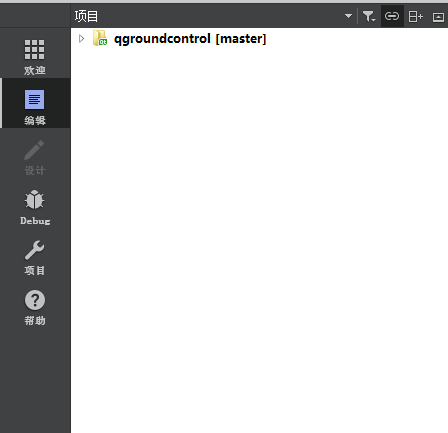 项目
qgroundcontrol [master]
欢迎
编辑
设计
Debug
项目
帮助